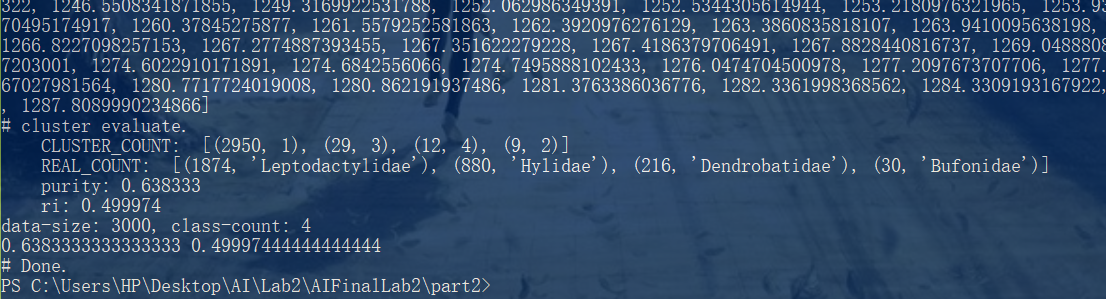 322, 1246.5508341871855, 1249.3169922531788, 1252.062986349391, 1252.5344305614944, 1253.2180976321965, 1253.93
70495174917, 1260.37845275877, 1261.5579252581863, 1262.3920976276129, 1263.3860835818107, 1263.9410095638198,
1266.8227098257153, 1267.2774887393455, 1267.351622279228, 1267.4186379706491, 1267.8828440816737, 1269.0488808
7203001, 1274.6022910171891, 1274.6842556066, 1274.7495888102433, 1276.0474704500978, 1277.2097673707706, 1277.
67027981564, 1280.7717724019008, 1280.862191937486, 1281.3763386036776, 1282.3361998368562, 1284.3309193167922,
, 1287.8089990234866]
# cluster evaluate.
CLUSTER_COUNT: [(2950, 1), (29, 3), (12, 4), (9, 2)]
REAL_COUNT: [(1874, 'Leptodactylidae'), (880, 'Hylidae'), (216, 'Dendrobatidae'), (30, 'Bufonidae')]
purity: 0.638333
ri: 0.499974
data-size: 3000, class-count: 4
0.6383333333333333 0.49997444444444444
# Done.
PS C:\Users\HP\Desktop\AI\Lab2\AIFinalLab2\part2>